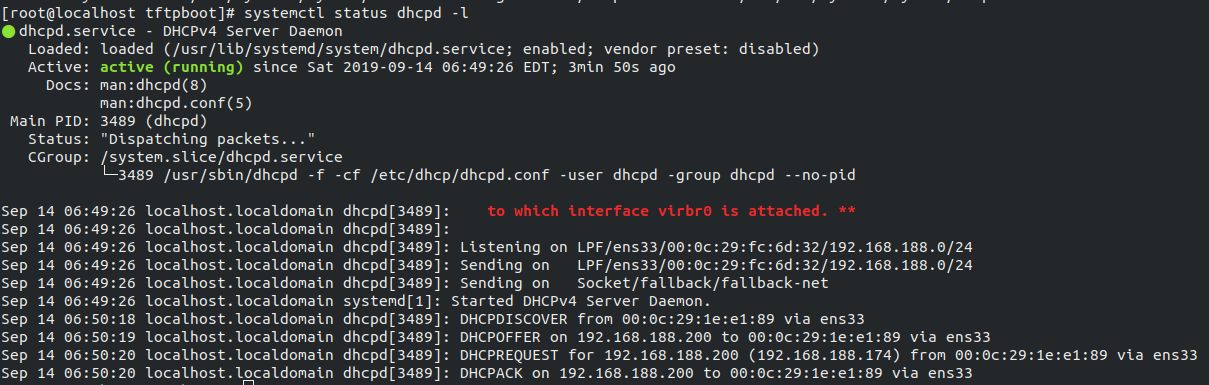 [root@localhost tftpboot]# systemctl status dhcpd -l
● dhcpd.service - DHCPv4 Server Daemon
   Loaded: loaded (/usr/lib/systemd/system/dhcpd.service; enabled; vendor preset: disabled)
   Active: active (running) since Sat 2019-09-14 06:49:26 EDT; 3min 50s ago
     Docs: man:dhcpd(8)
           man:dhcpd.conf(5)
 Main PID: 3489 (dhcpd)
   Status: "Dispatching packets..."
   CGroup: /system.slice/dhcpd.service
           └─3489 /usr/sbin/dhcpd -f -cf /etc/dhcp/dhcpd.conf -user dhcpd -group dhcpd --no-pid
Sep 14 06:49:26 localhost.localdomain dhcpd[3489]:    to which interface virbr0 is attached. **
Sep 14 06:49:26 localhost.localdomain dhcpd[3489]:
Sep 14 06:49:26 localhost.localdomain dhcpd[3489]: Listening on LPF/ens33/00:0c:29:fc:6d:32/192.168.188.0/24
Sep 14 06:49:26 localhost.localdomain dhcpd[3489]: Sending on   LPF/ens33/00:0c:29:fc:6d:32/192.168.188.0/24
Sep 14 06:49:26 localhost.localdomain dhcpd[3489]: Sending on   Socket/fallback/fallback-net
Sep 14 06:49:26 localhost.localdomain systemd[1]: Started DHCPv4 Server Daemon.
Sep 14 06:50:18 localhost.localdomain dhcpd[3489]: DHCPDISCOVER from 00:0c:29:1e:e1:89 via ens33
Sep 14 06:50:19 localhost.localdomain dhcpd[3489]: DHCPOFFER on 192.168.188.200 to 00:0c:29:1e:e1:89 via ens33
Sep 14 06:50:20 localhost.localdomain dhcpd[3489]: DHCPREQUEST for 192.168.188.200 (192.168.188.174) from 00:0c:29:1e:e1:89 via ens33
Sep 14 06:50:20 localhost.localdomain dhcpd[3489]: DHCPACK on 192.168.188.200 to 00:0c:29:1e:e1:89 via ens33